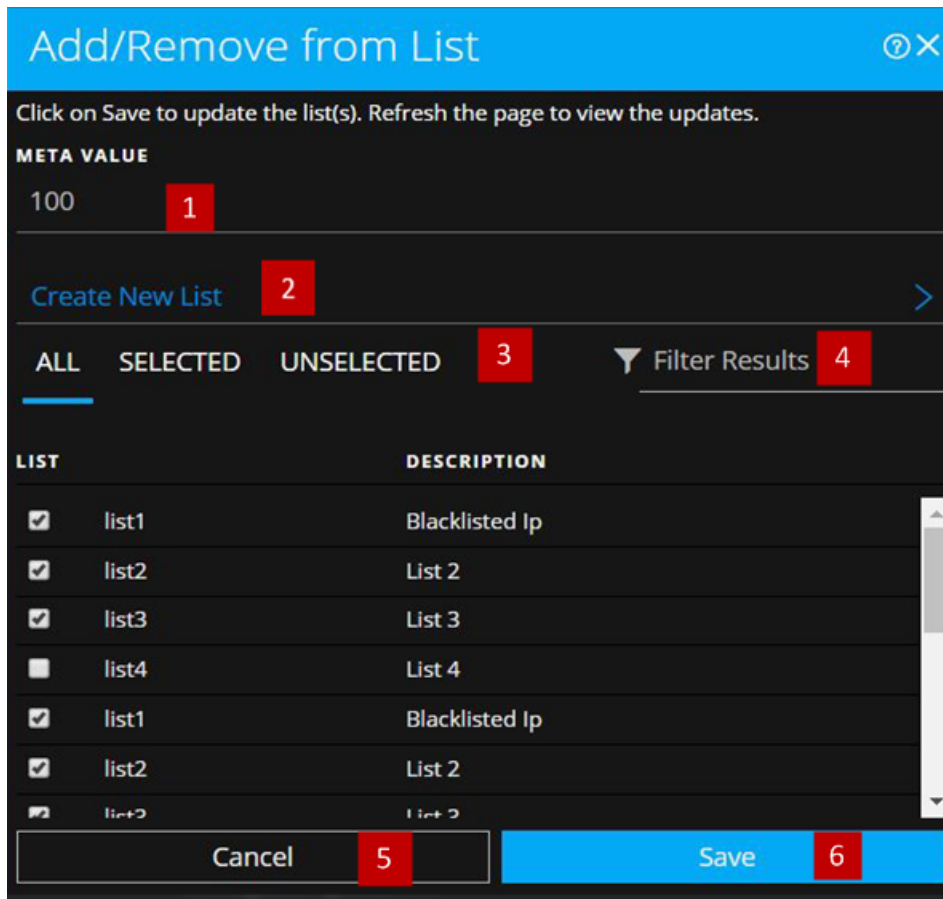 Add/Remove from List
Click on Save to update the list(s). Refresh the page to view the updates.
META VALUE
100 1
Create New List 2
ALL SELECTED UNSELECTED 3 Filter Results 4
LIST DESCRIPTION
list1 Blacklisted Ip
list2 List 2
list3 List 3
list4 List 4
list1 Blacklisted Ip
list2 List 2
list3 List 3
Cancel 5 Save 6